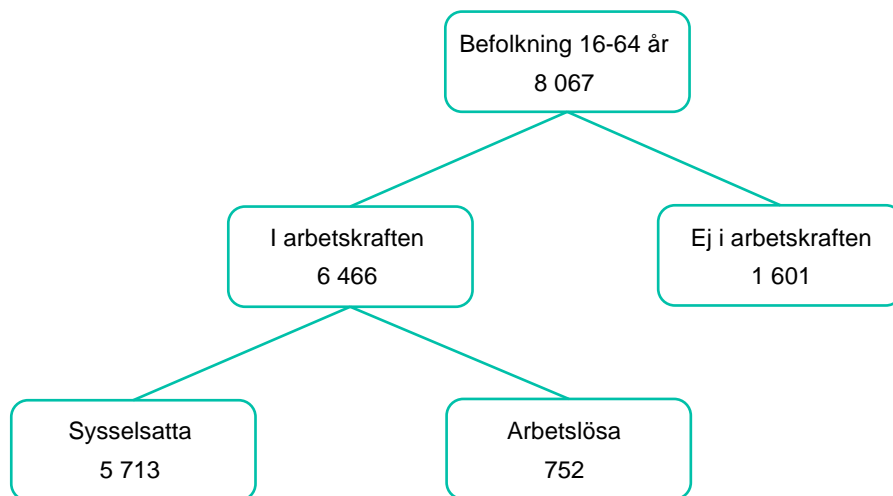 Befolkning 16-64 år
8 067
I arbetskraften
6 466
Ej i arbetskraften
1 601
Sysselsatta
5 713
Arbetslösa
752